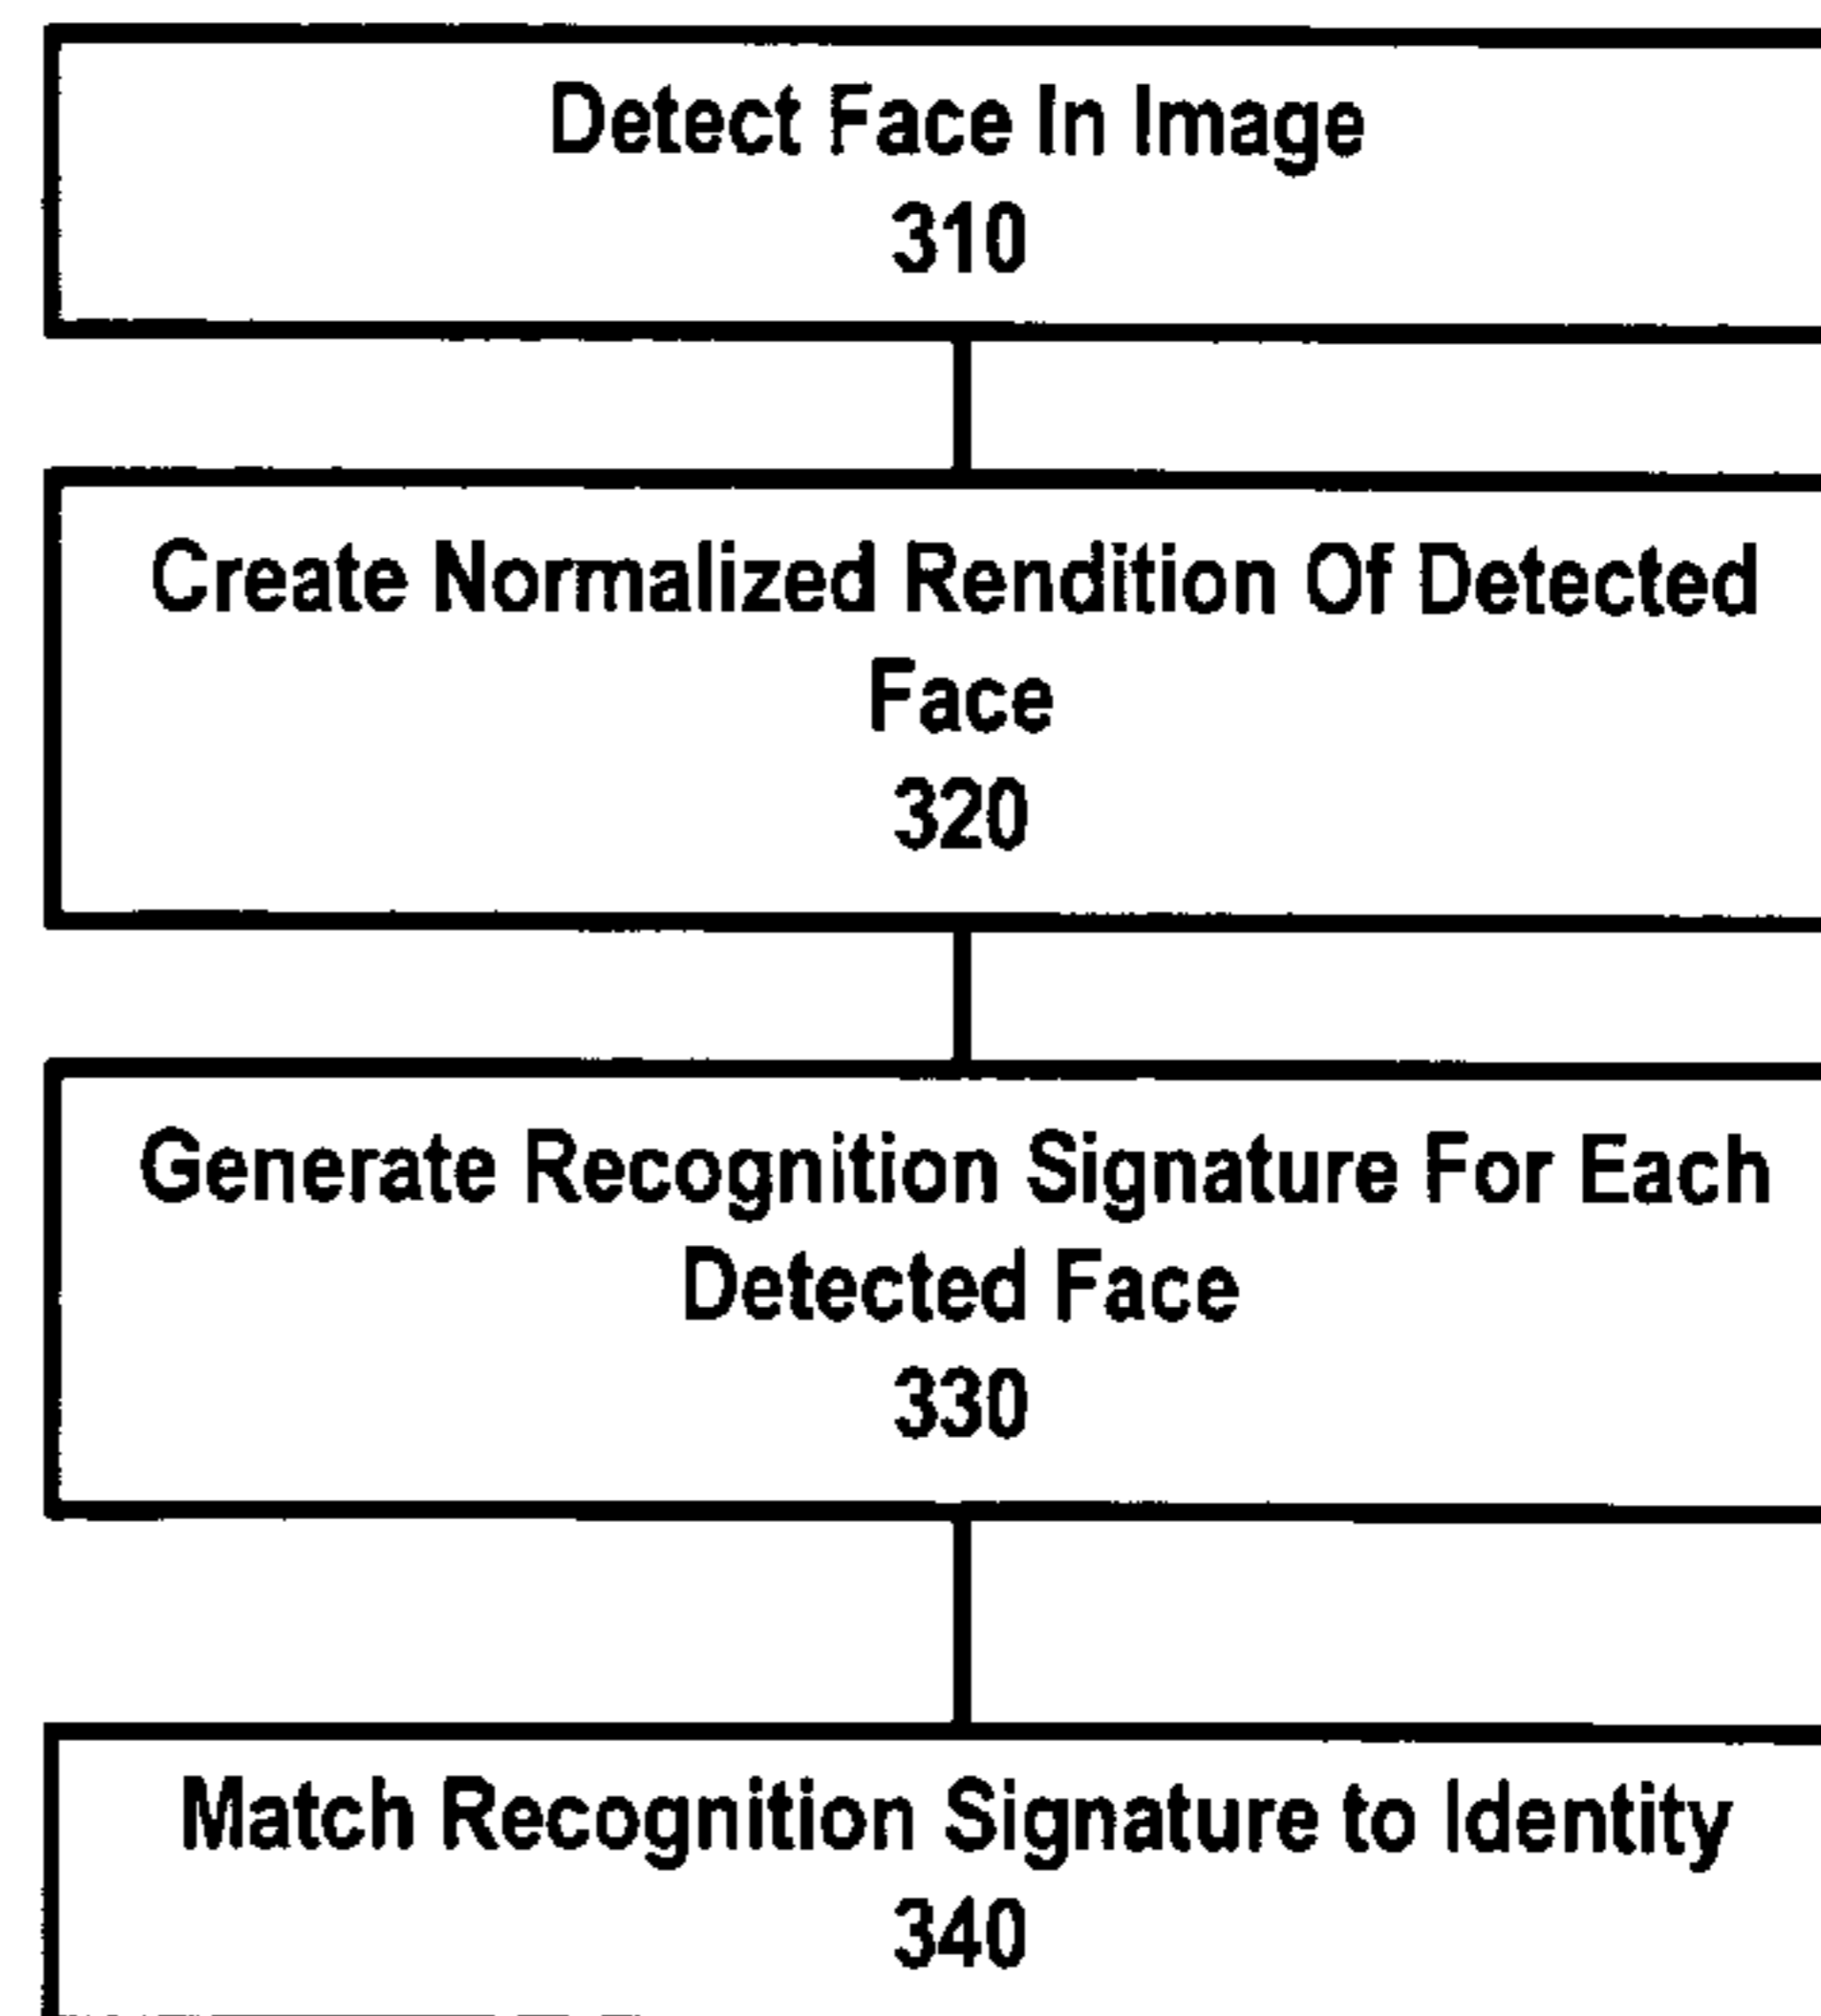 Detect Face In Image
310
Create Normalized Rendition Of Detected
Face
320
Generate Recognition Signature For Each
Detected Face
330
Match Recognition Signature to Identity
340